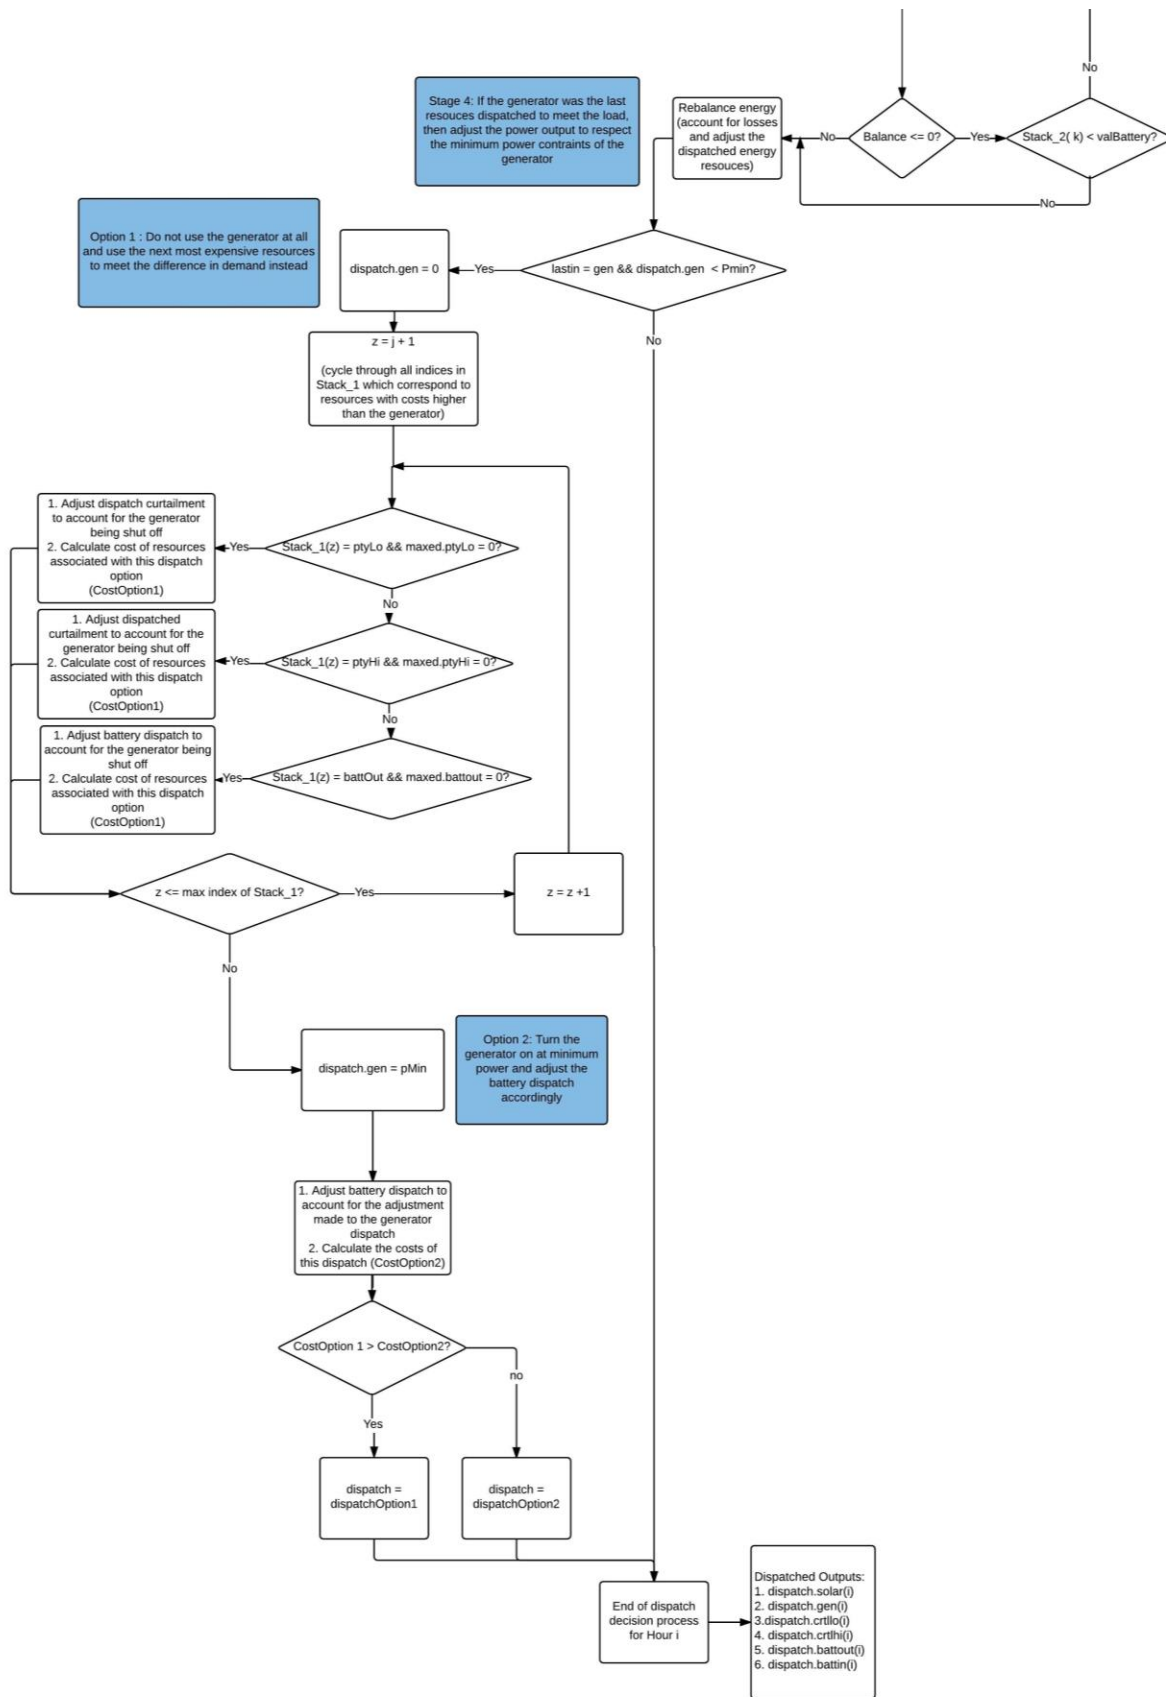 No
Stage 4: If the generator was the last
resouces dispatched to meet the load,
then adjust the power output to respect
the minimum power contraints of the
generator
Rebalance energy
(account for losses
and adjust the
dispatched energy
resouces)
No
Balance <= 0?
Yes
Stack_2( k) < valBattery?
No
Option 1 : Do not use the generator at all
and use the next most expensive resources
to meet the difference in demand instead
dispatch.gen = 0
Yes
lastin = gen && dispatch.gen < Pmin?
No
z = j + 1
(cycle through all indices in
Stack_1 which correspond to
resources with costs higher
than the generator)
1. Adjust dispatch curtailment
to account for the generator
being shut off
2. Calculate cost of resources
associated with this dispatch
option
(CostOption1)
Yes
Stack_1(z) = ptyLo && maxed.ptyLo = 0?
No
1. Adjust dispatched
curtailment to account for the
generator being shut off
2. Calculate cost of resources
associated with this dispatch
option
(CostOption1)
Yes
Stack_1(z) = ptyHi && maxed.ptyHi = 0?
No
1. Adjust battery dispatch to
account for the generator being
shut off
2. Calculate cost of resources
associated with this dispatch
option
(CostOption1)
Yes
Stack_1(z) = battOut && maxed.battout = 0?
z <= max index of Stack_1?
Yes
z = z +1
No
dispatch.gen = pMin
Option 2: Turn the
generator on at minimum
power and adjust the
battery dispatch
accordingly
1. Adjust battery dispatch to
account for the adjustment
made to the generator
dispatch
2. Calculate the costs of
this dispatch (CostOption2)
CostOption 1 > CostOption2?
no
Yes
dispatch =
dispatchOption1
dispatch =
dispatchOption2
End of dispatch
decision process
for Hour i
Dispatched Outputs:
1. dispatch.solar(i)
2. dispatch.gen(i)
3.dispatch.crtllo(i)
4. dispatch.crtlhi(i)
5. dispatch.battout(i)
6. dispatch.battin(i)